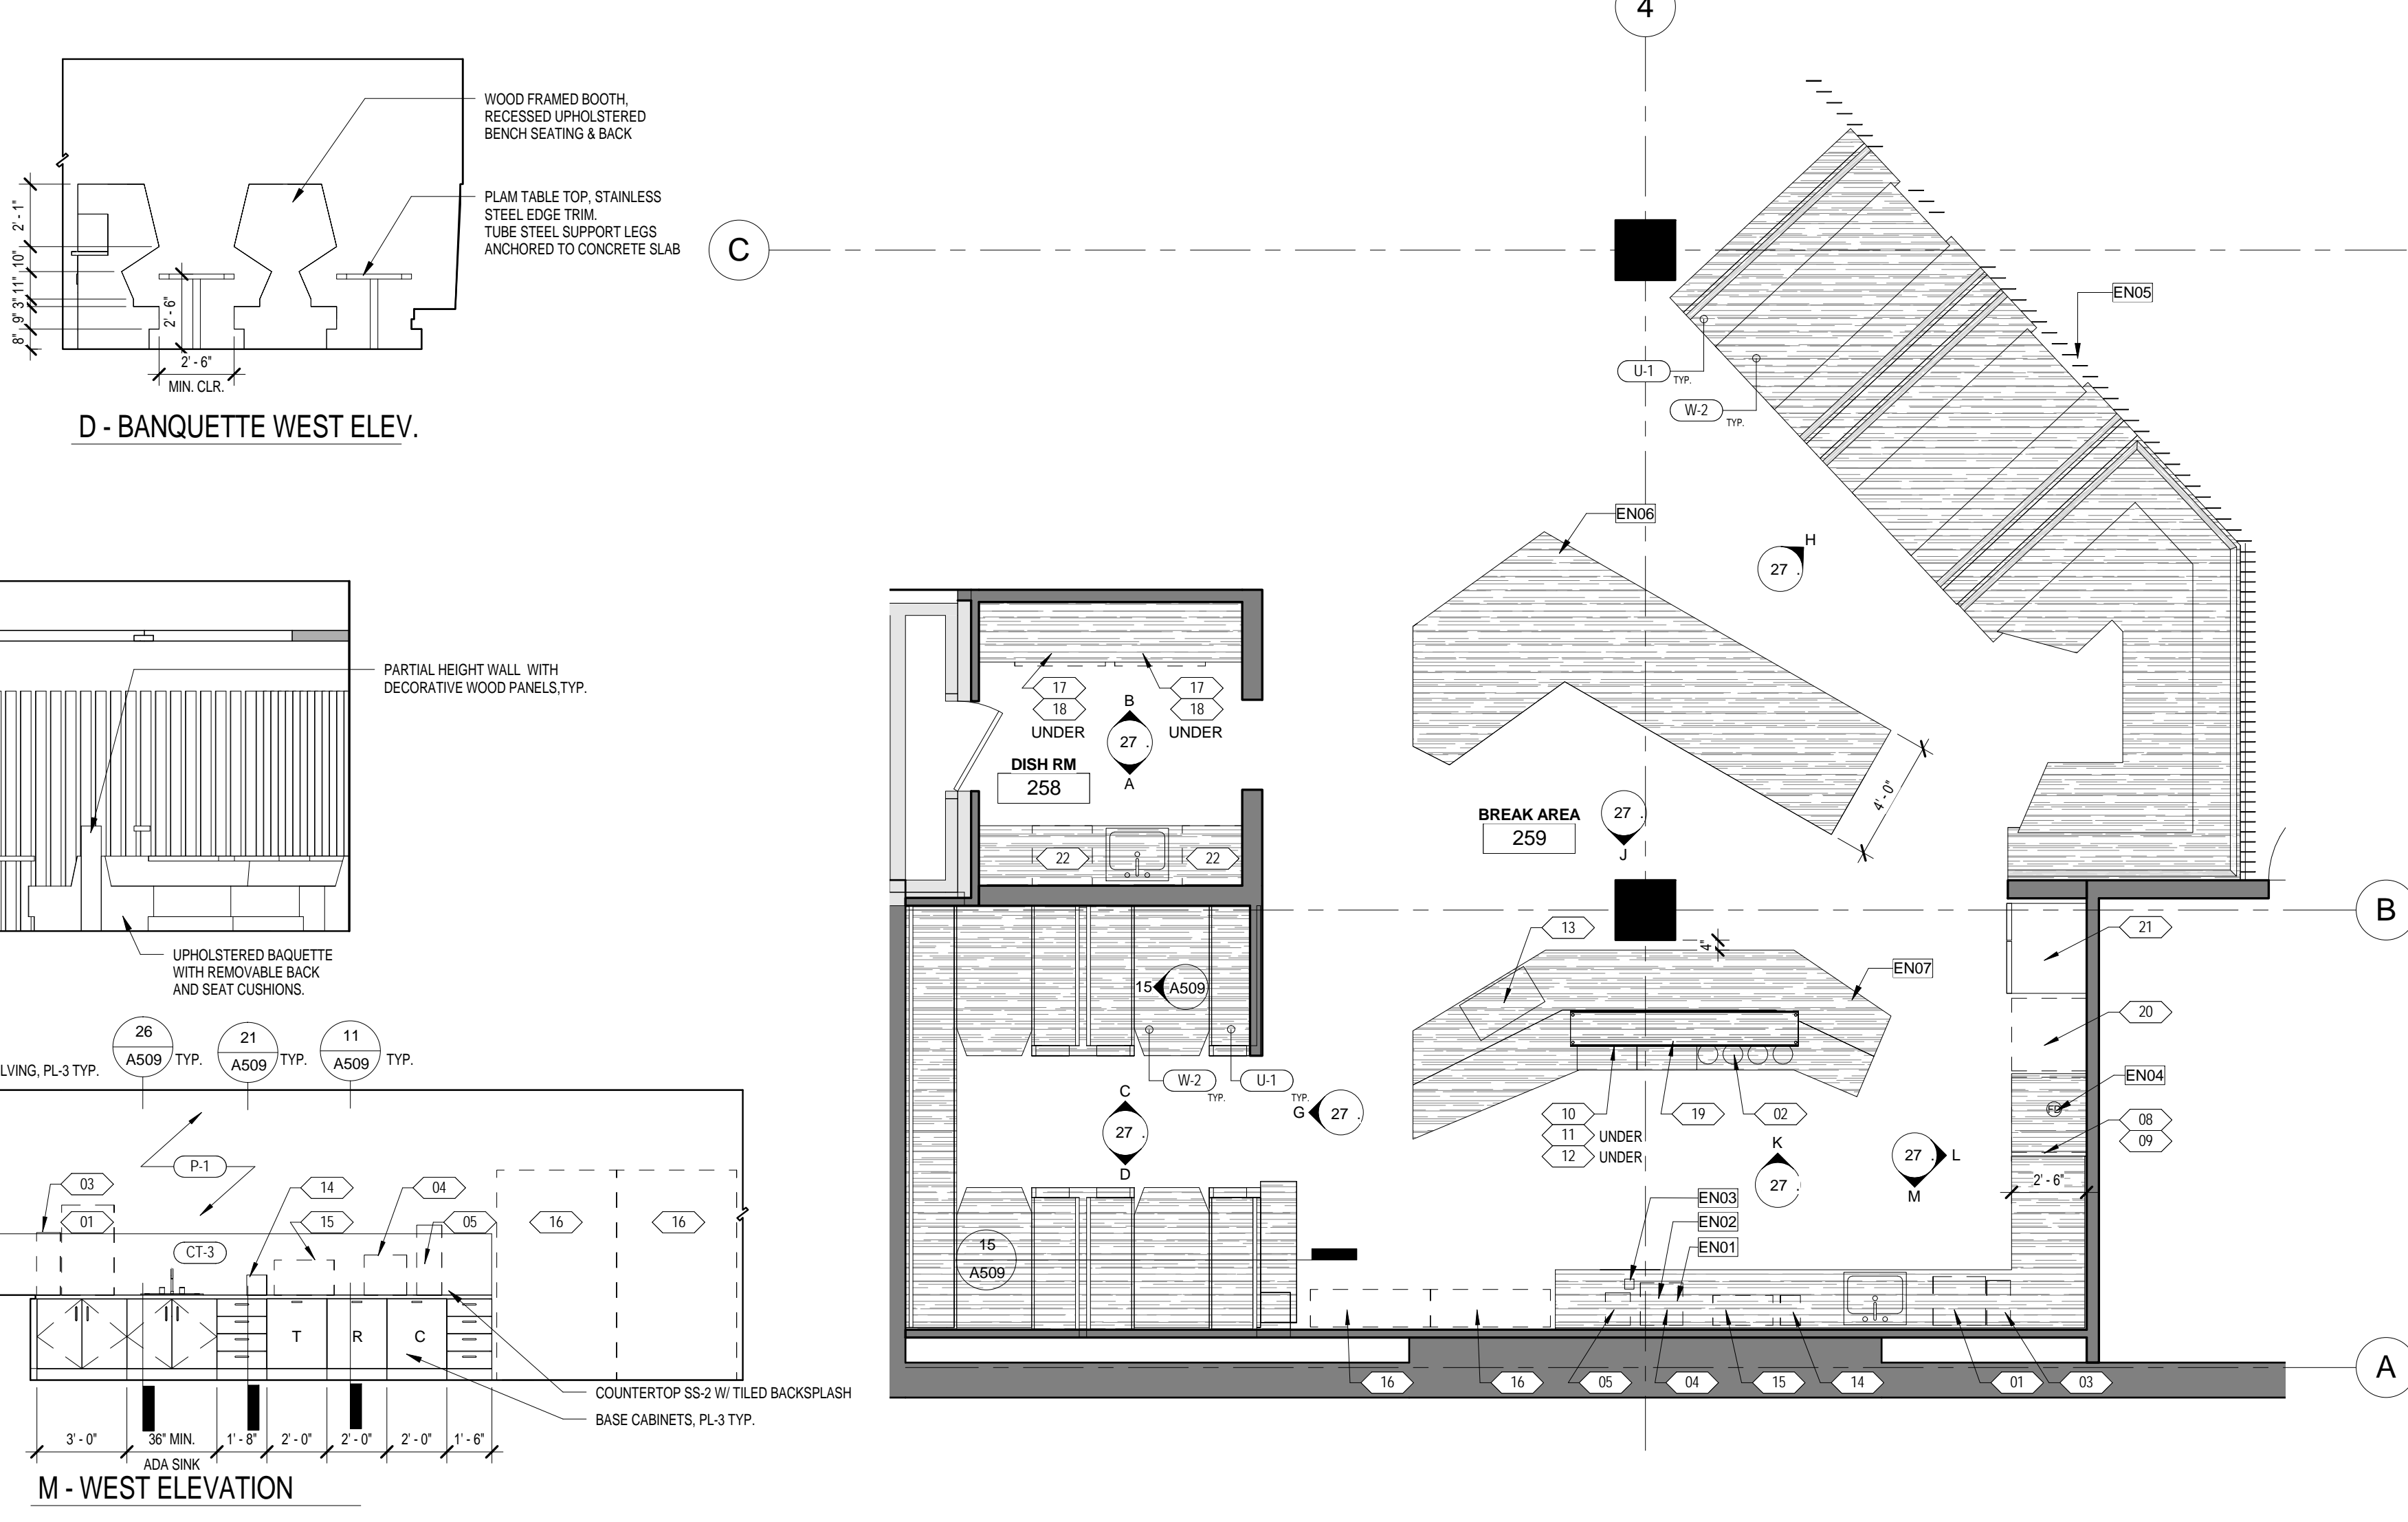 WOOD FRAMED BOOTH,
RECESSED UPHOLSTERED
BENCH SEATING & BACK
PLAM TABLE TOP, STAINLESS
STEEL EDGE TRIM.
TUBE STEEL SUPPORT LEGS
ANCHORED TO CONCRETE SLAB
2' - 1"
10"
11"
3"
9"
8"
2' - 6"
2' - 6"
MIN. CLR.
D - BANQUETTE WEST ELEV.
PARTIAL HEIGHT WALL WITH
DECORATIVE WOOD PANELS,TYP.
UPHOLSTERED BAQUETTE
WITH REMOVABLE BACK
AND SEAT CUSHIONS.
26
A509
TYP.
21
A509
TYP.
11
A509
TYP.
LVING, PL-3 TYP.
P-1
03
01
14
15
04
05
16
16
CT-3
T
R
C
COUNTERTOP SS-2 W/ TILED BACKSPLASH
BASE CABINETS, PL-3 TYP.
3' - 0"
36" MIN.
1' - 8"
2' - 0"
2' - 0"
2' - 0"
1' - 6"
ADA SINK
M - WEST ELEVATION
4
C
EN05
U-1
TYP.
W-2
TYP.
EN06
H
27 .
17
18
UNDER
17
18
UNDER
B
27 .
A
DISH RM
258
22
22
BREAK AREA
259
27 .
J
4' - 0"
B
21
13
4"
EN07
15
A509
20
EN04
FD
08
09
W-2
TYP.
U-1
TYP.
C
27 .
D
G
27 .
10
11
UNDER
12
UNDER
19
02
K
27 .
27 .
L
M
2' - 6"
EN03
EN02
EN01
15
A509
16
16
05
04
15
14
01
03
A